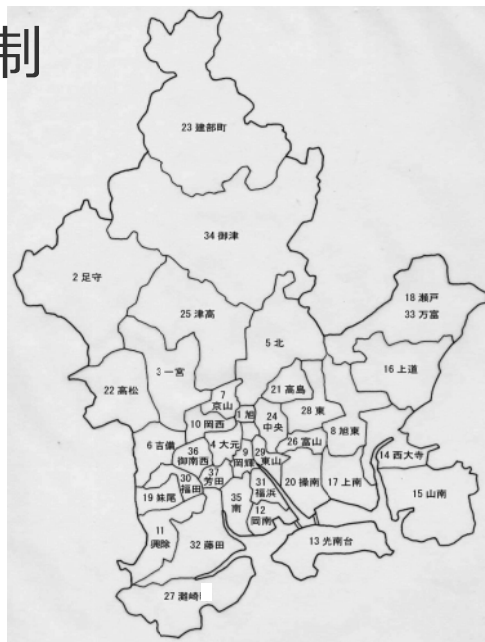 制
23 建部町
34 御津
2 足守
18 瀬戸
33 万富
25 津高
5 北
16 上道
3 一宮
22 高松
7
京山
21 高島
1 旭
24
中央
28 東
10 岡西
8 旭東
6 吉備
36
御南西
4 大元
9
岡輝
29
東山
26 富山
14 西大寺
37
芳田
30
福田
31
福浜
20 操南
17 上南
15 山南
19 妹尾
35
南
12
岡南
11
興除
32 藤田
13 光南台
27 灘崎